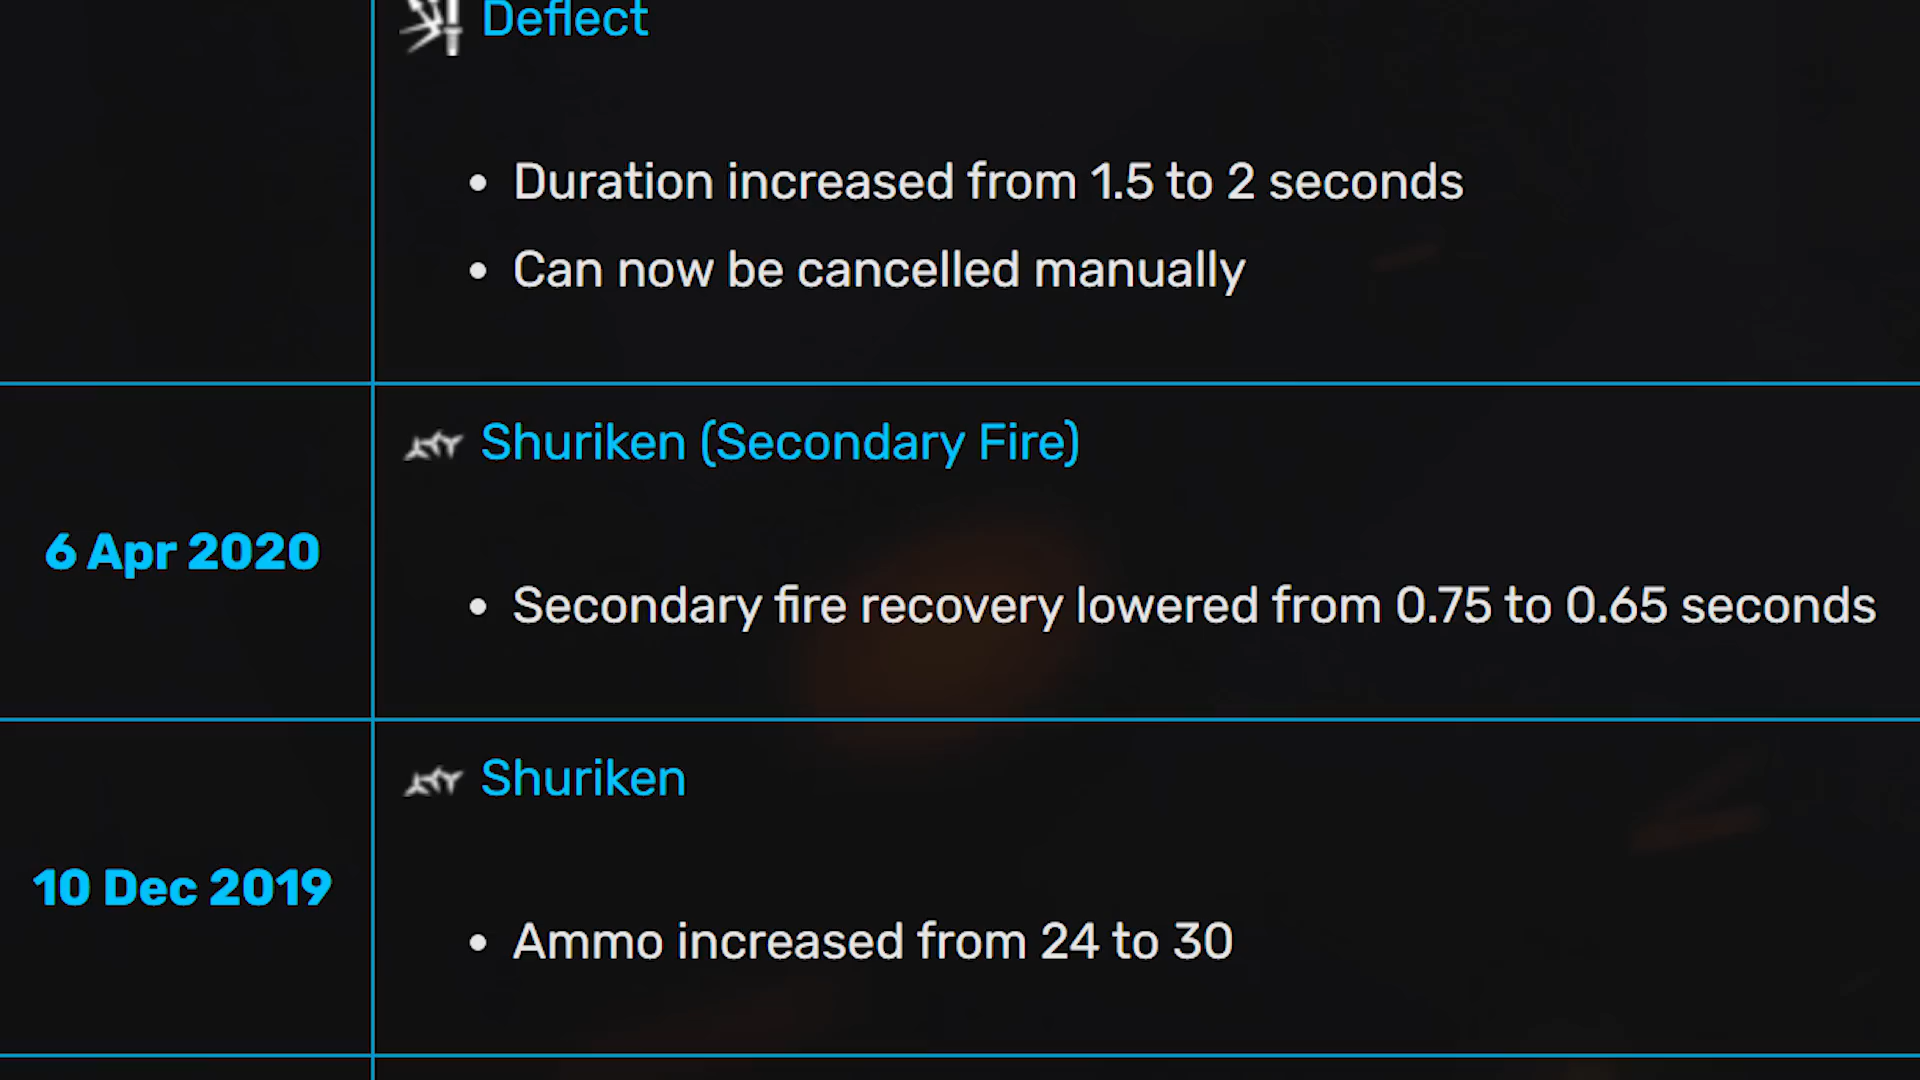 Deflect
• Duration increased from 1.5 to 2 seconds
• Can now be cancelled manually
6 Apr 2020
Shuriken (Secondary Fire)
• Secondary fire recovery lowered from 0.75 to 0.65 seconds
10 Dec 2019
Shuriken
• Ammo increased from 24 to 30